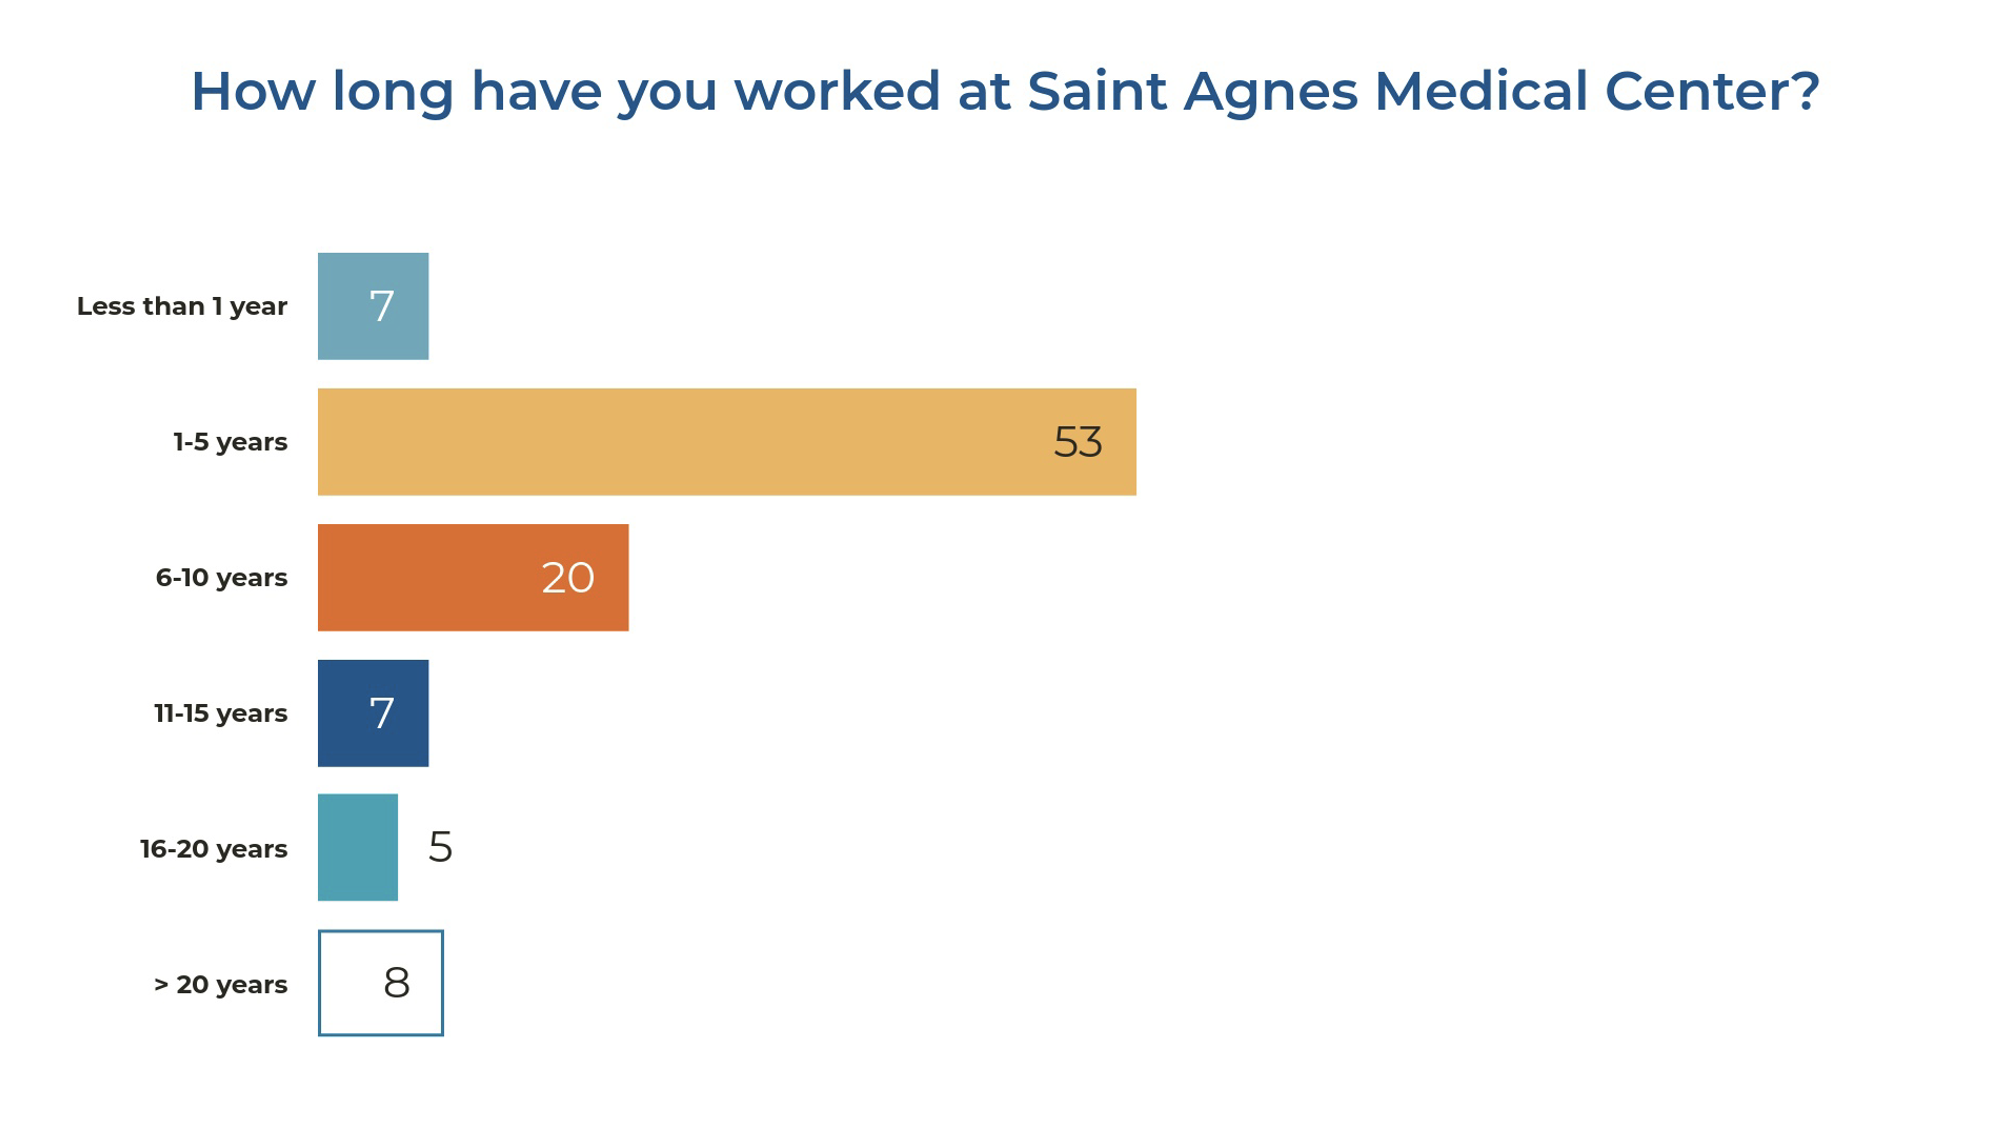 How long have you worked at Saint Agnes Medical Center?
Less than 1 year 7
1-5 years 53
6-10 years 20
11-15 years 7
16-20 years 5
> 20 years 8